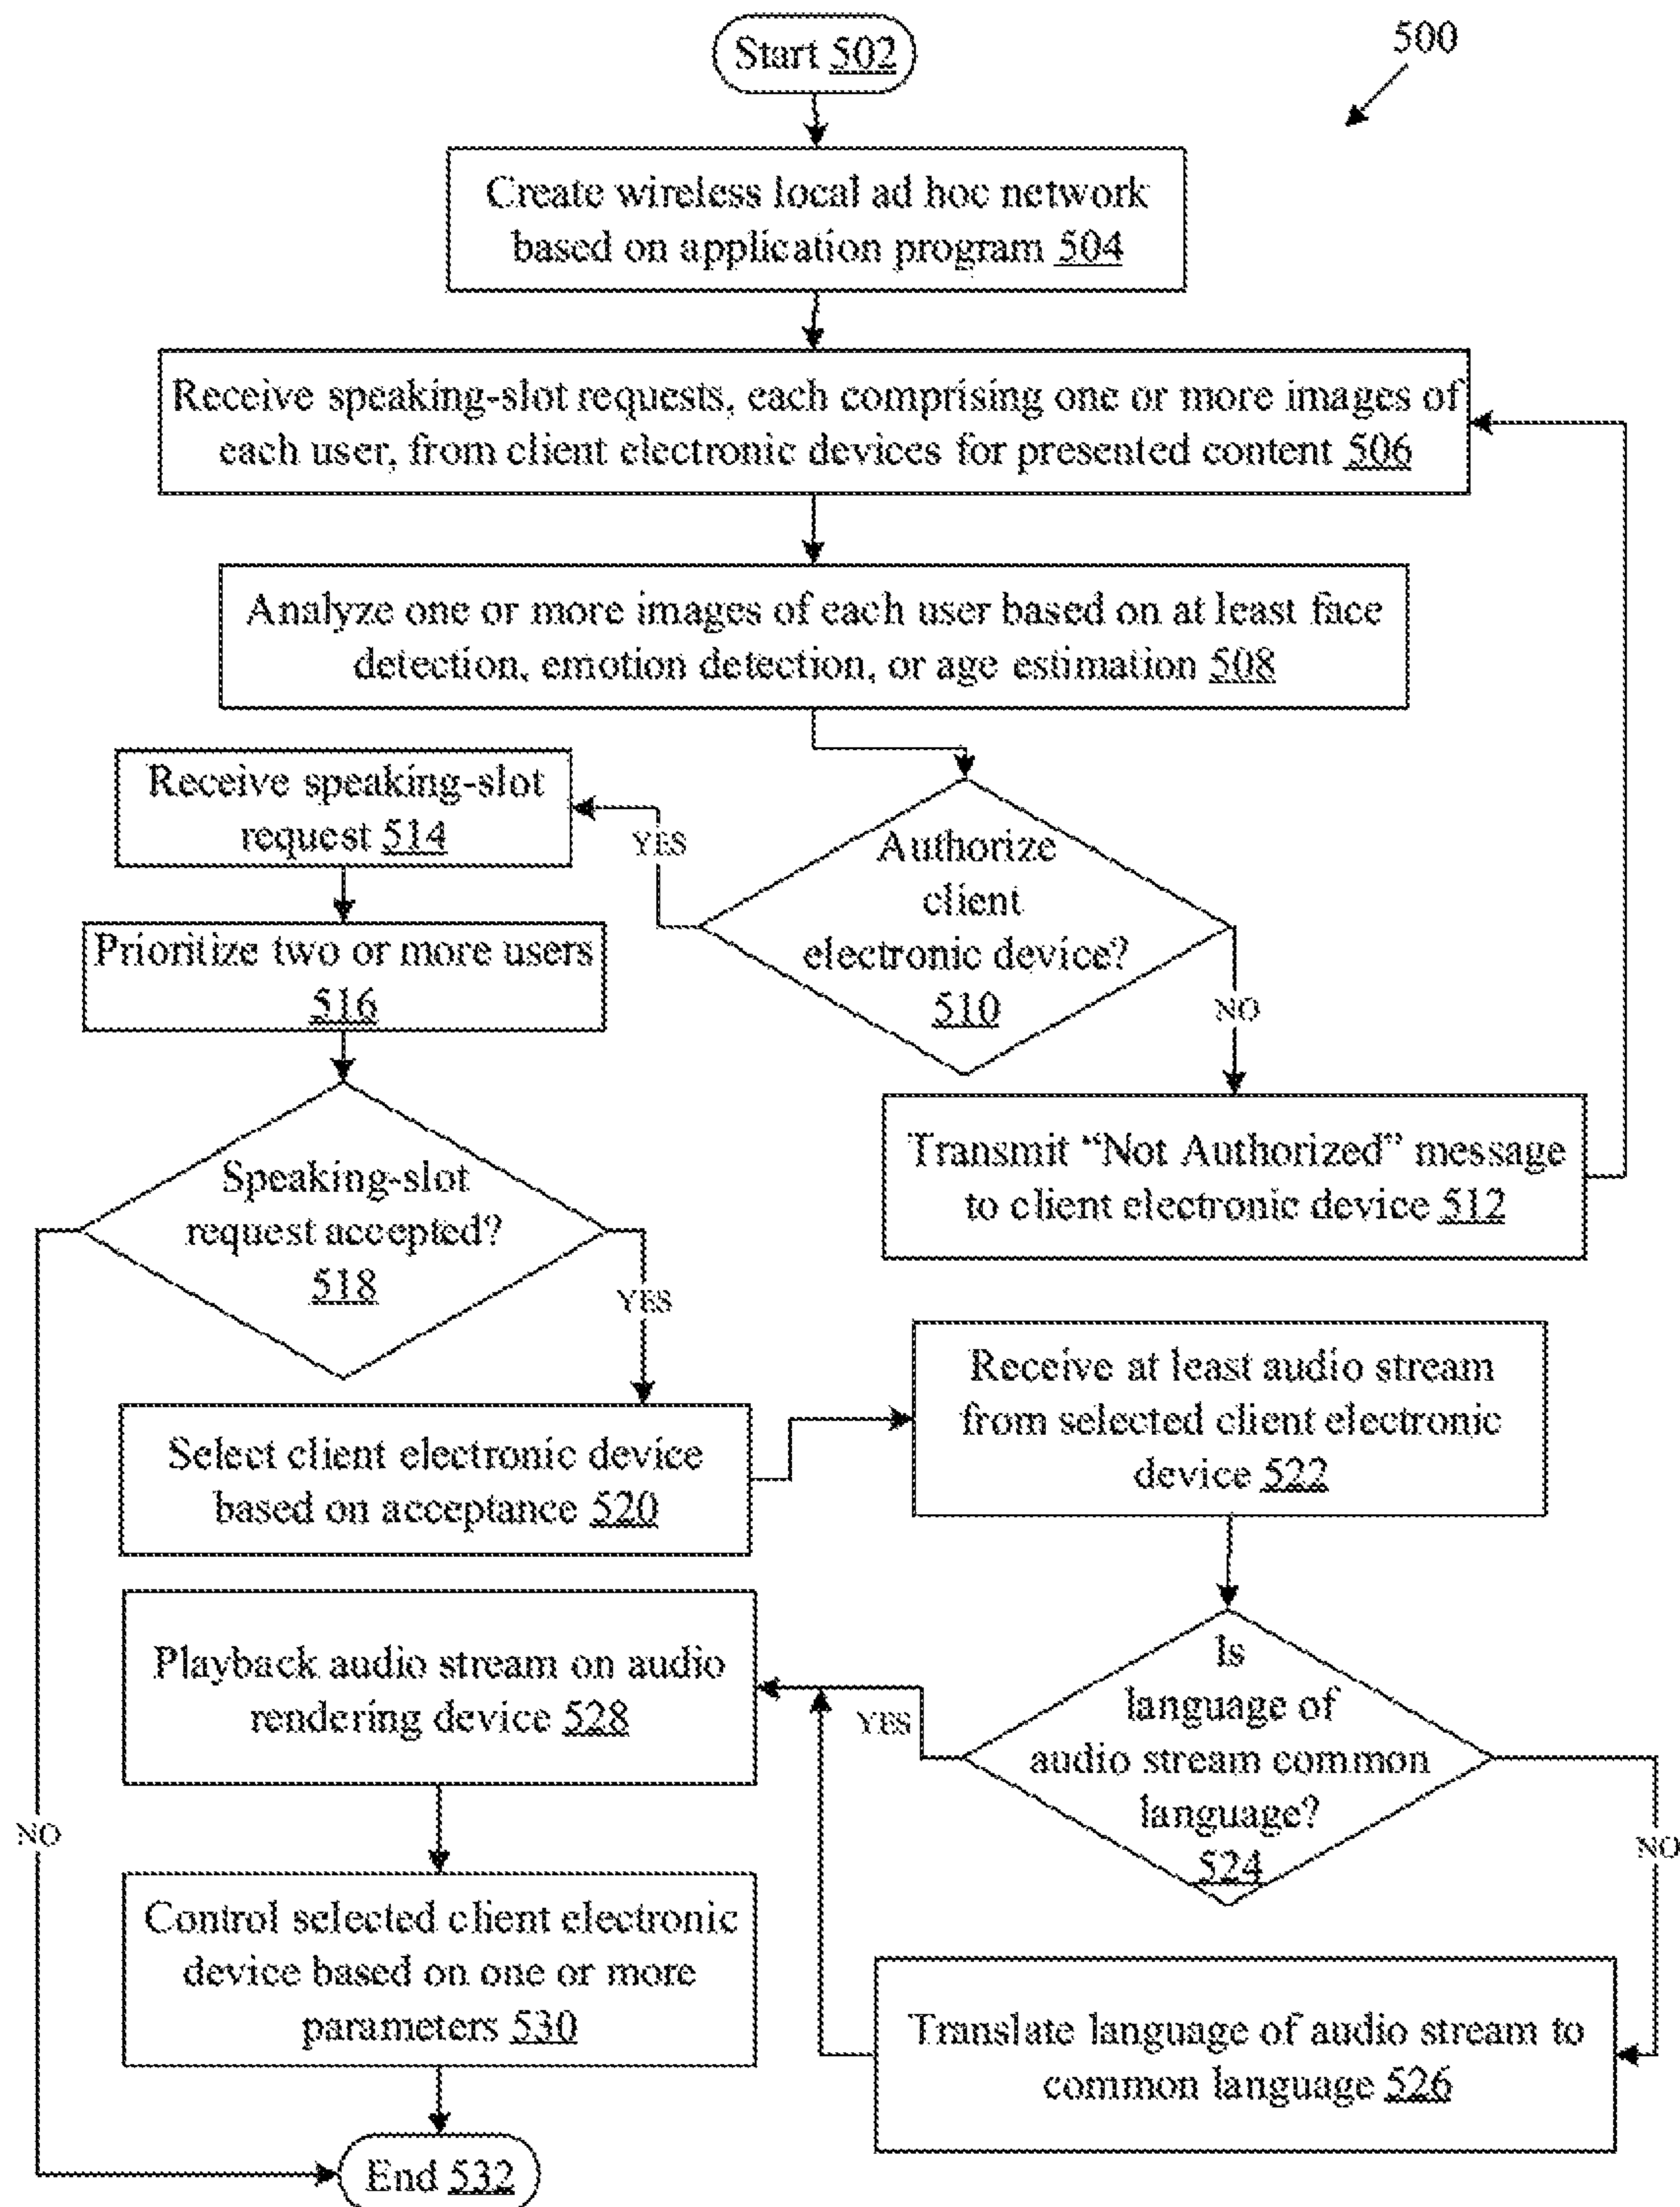 Start 502
500
Create wireless local ad hoc network
based on application program 504
Receive speaking-slot requests, each comprising one or more images of
each user, from client electronic devices for presented content 506
Analyze one or more images of each user based on at least face
detection, emotion detection, or age estimation 508
Receive speaking-slot
request 514
YES
Authorize
client
electronic device?
510
NO
Prioritize two or more users
516
Transmit “Not Authorized” message
to client electronic device 512
Speaking-slot
request accepted?
518
YES
NO
Select client electronic device
based on acceptance 520
Receive at least audio stream
from selected client electronic
device 522
Is
language of
audio stream common
language?
524
YES
NO
Playback audio stream on audio
rendering device 528
Translate language of audio stream to
common language 526
Control selected client electronic
device based on one or more
parameters 530
End 532